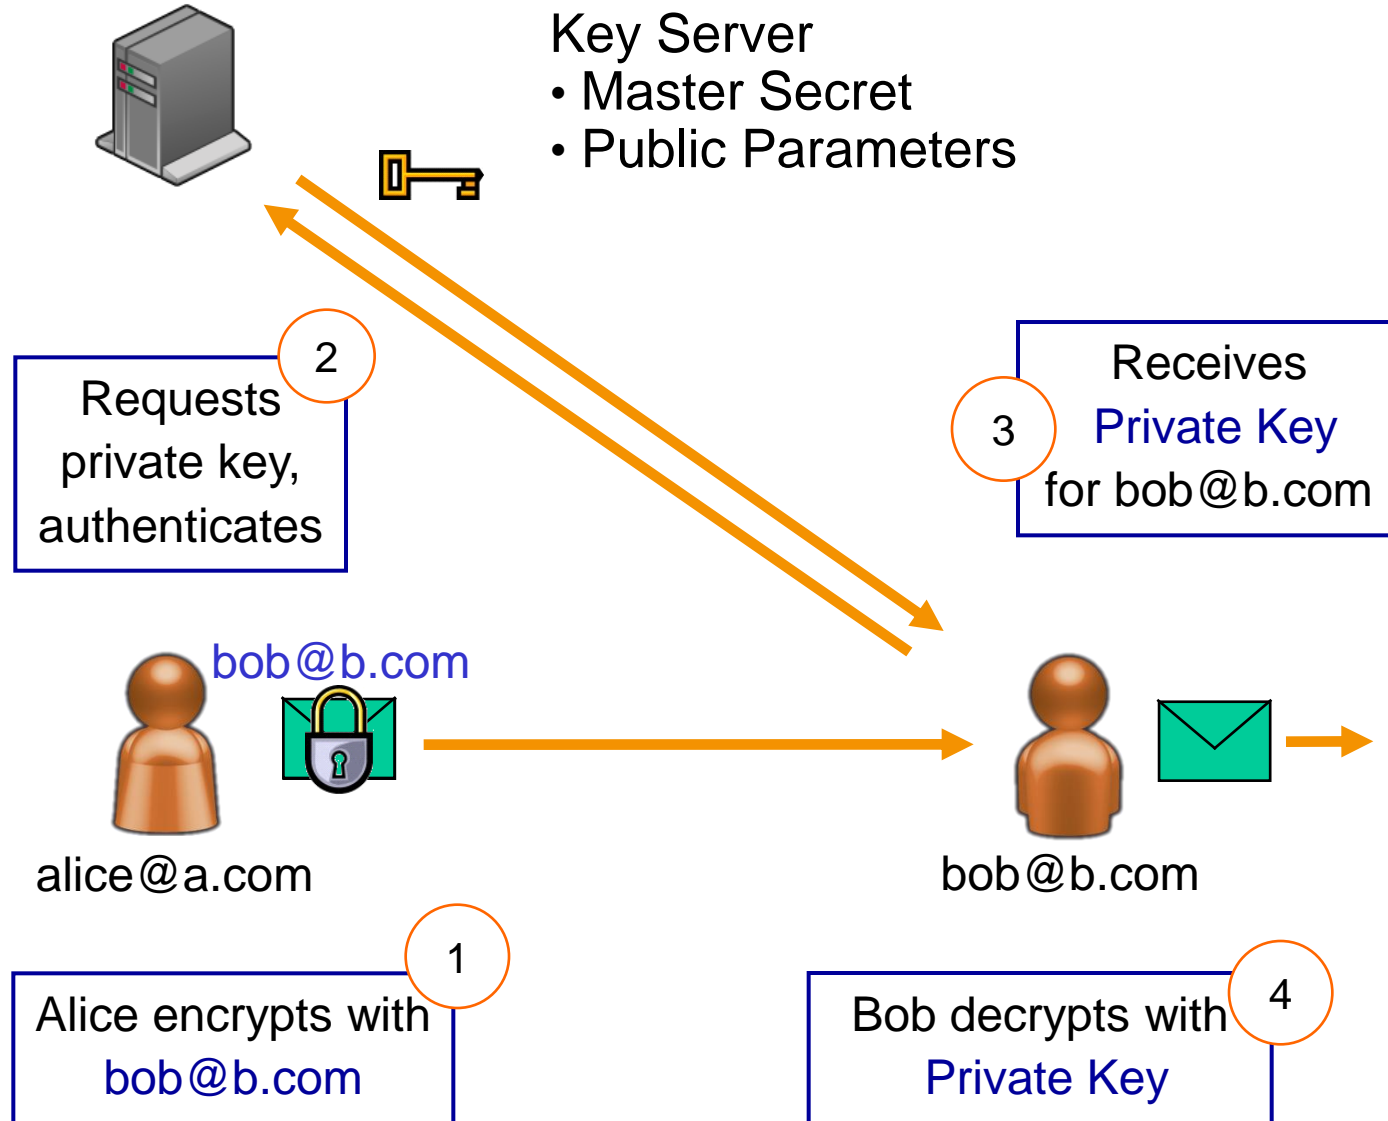 Key Server
• Master Secret
• Public Parameters
2
Requests
private key,
authenticates
3
Receives
Private Key
for bob@b.com
bob@b.com
alice@a.com
bob@b.com
1
Alice encrypts with
bob@b.com
4
Bob decrypts with
Private Key